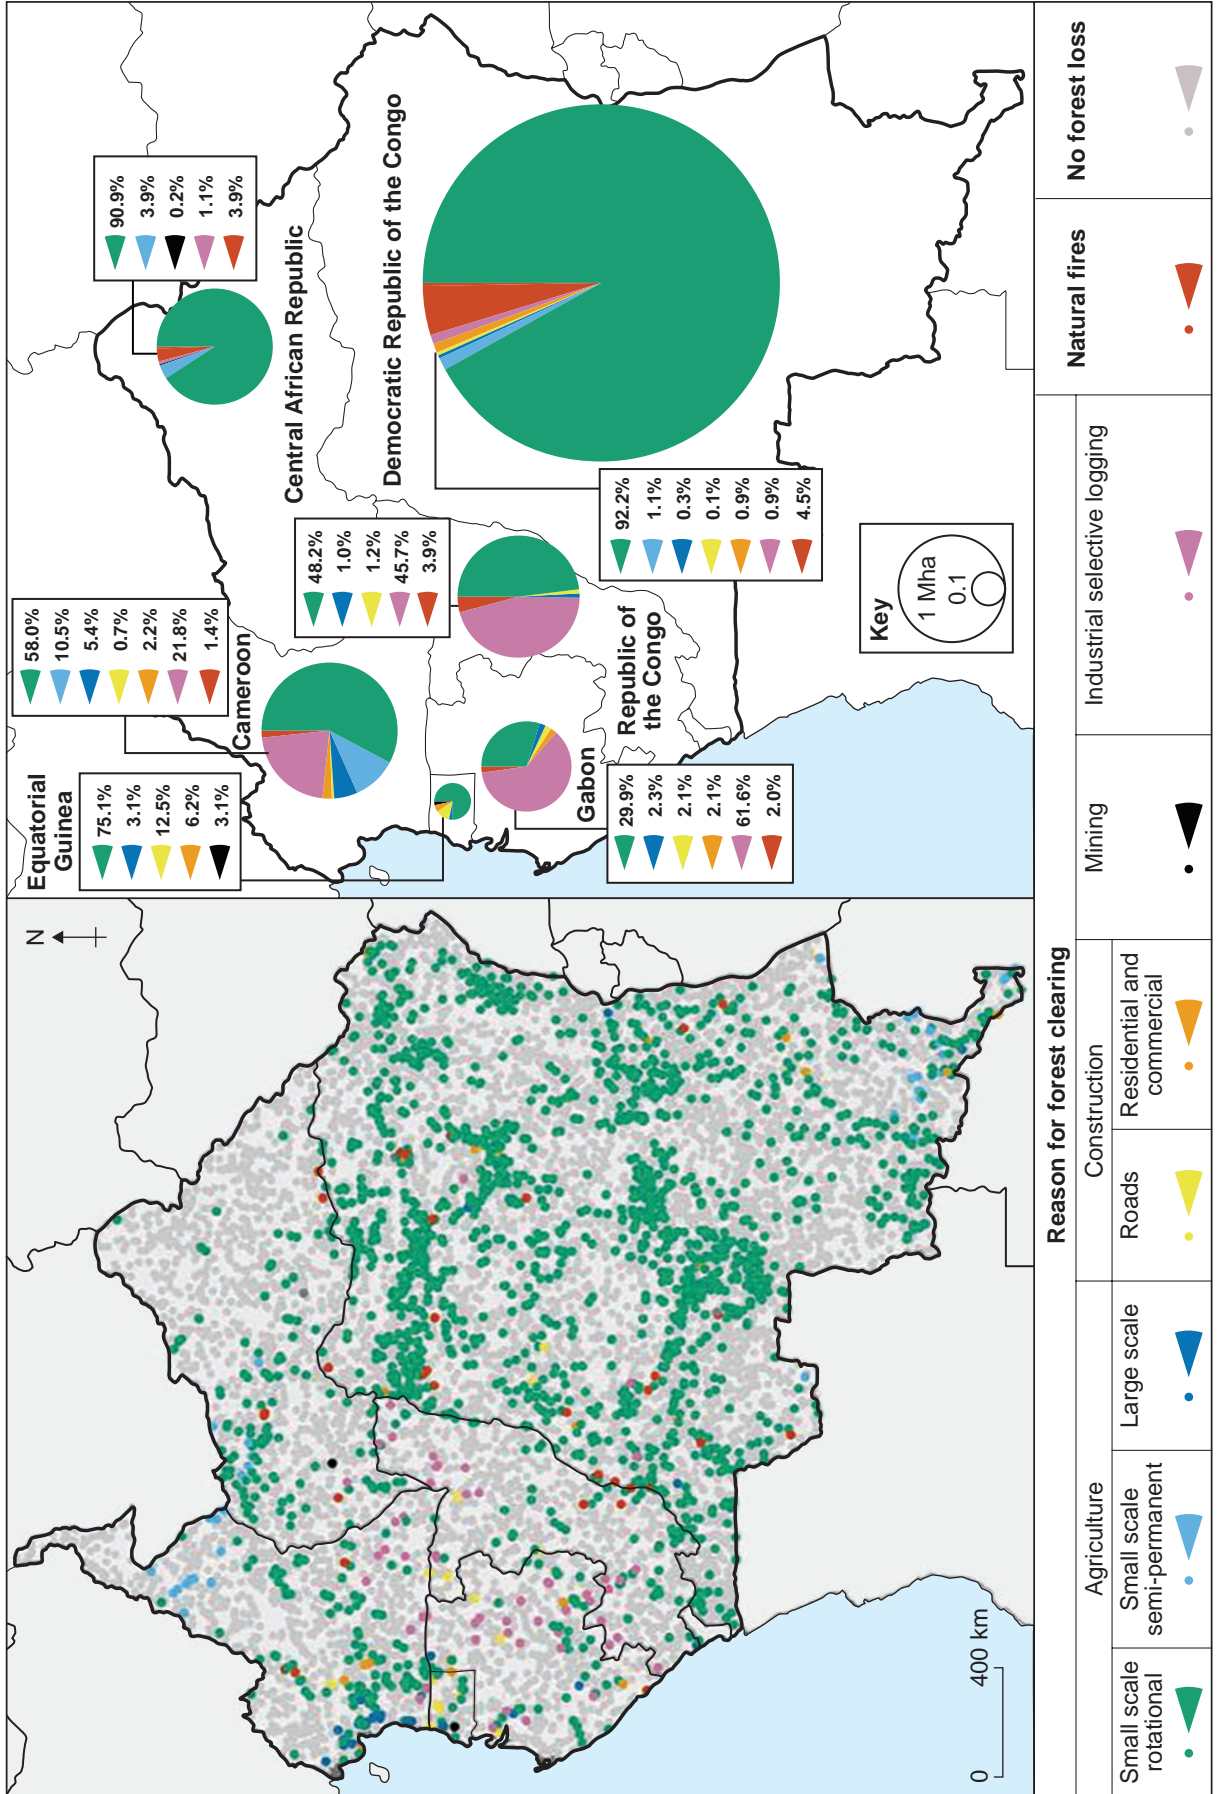 N
0
400 km
Equatorial
Guinea
75.1%
3.1%
12.5%
6.2%
3.1%
Cameroon
58.0%
10.5%
5.4%
0.7%
2.2%
21.8%
1.4%
48.2%
1.0%
1.2%
45.7%
3.9%
Republic of
the Congo
Gabon
29.9%
2.3%
2.1%
2.1%
61.6%
2.0%
Central African Republic
90.9%
3.9%
0.2%
1.1%
3.9%
Democratic Republic of the Congo
92.2%
1.1%
0.3%
0.1%
0.9%
0.9%
4.5%
Key
1 Mha
0.1
Reason for forest clearing
Agriculture
Construction
Mining
Industrial selective logging
Natural fires
No forest loss
Small scale
rotational
Small scale
semi-permanent
Large scale
Roads
Residential and
commercial